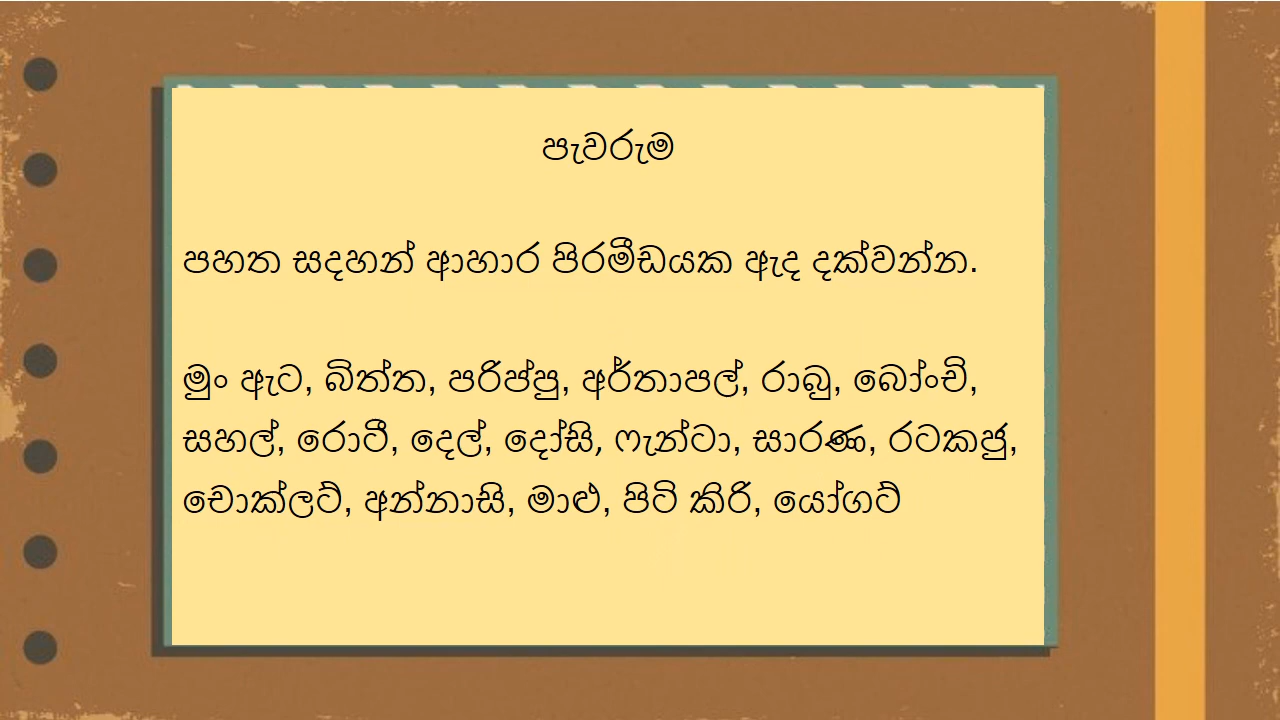 පැවරුම
පහත සදහන් ආහාර පිරමීඩයක ඇද දක්වන්න.
මුං ඇට, බිත්ත, පරිප්පු, අර්තාපල්, රාබු, බෝංචි,
සහල්, රොටී, දෙල්, දෝසි, ෆැන්ටා, සාරණ, රටකජු,
චොක්ලට්, අන්නාසි, මාළු, පිටි කිරි, යෝගට්